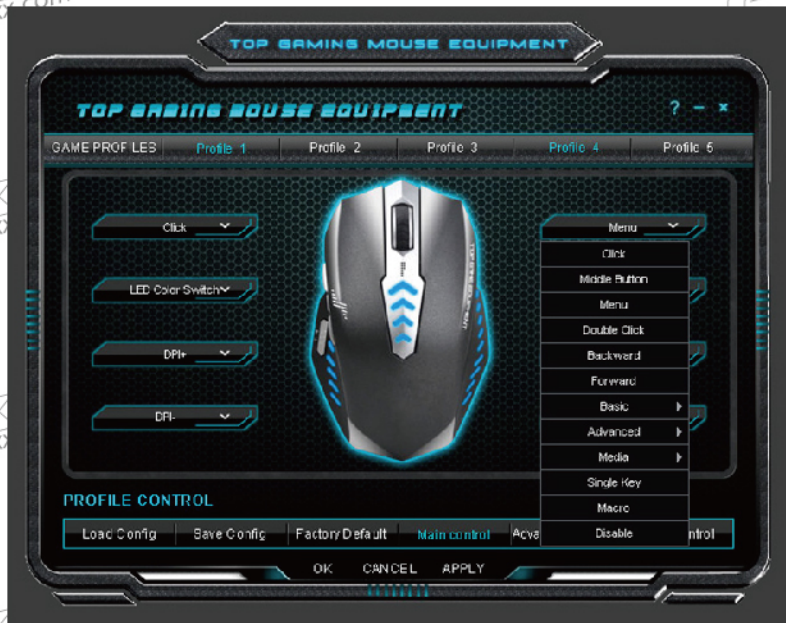 TOP GAMING MOUSE EQUIPMENT
TOP GAMING MOUSE EQUIPMENT
? − ×
GAME PROFILES Profile 1 Profile 2 Profile 3 Profile 4 Profile 5
Click
LED Color Switch
DPI+
DPI-
Menu
Click
Middle Button
Menu
Double Click
Backward
Forward
Basic
Advanced
Media
Single Key
Macro
Disable
PROFILE CONTROL
Load Config Save Config Factory Default Main control Adva ntrol
OK CANCEL APPLY